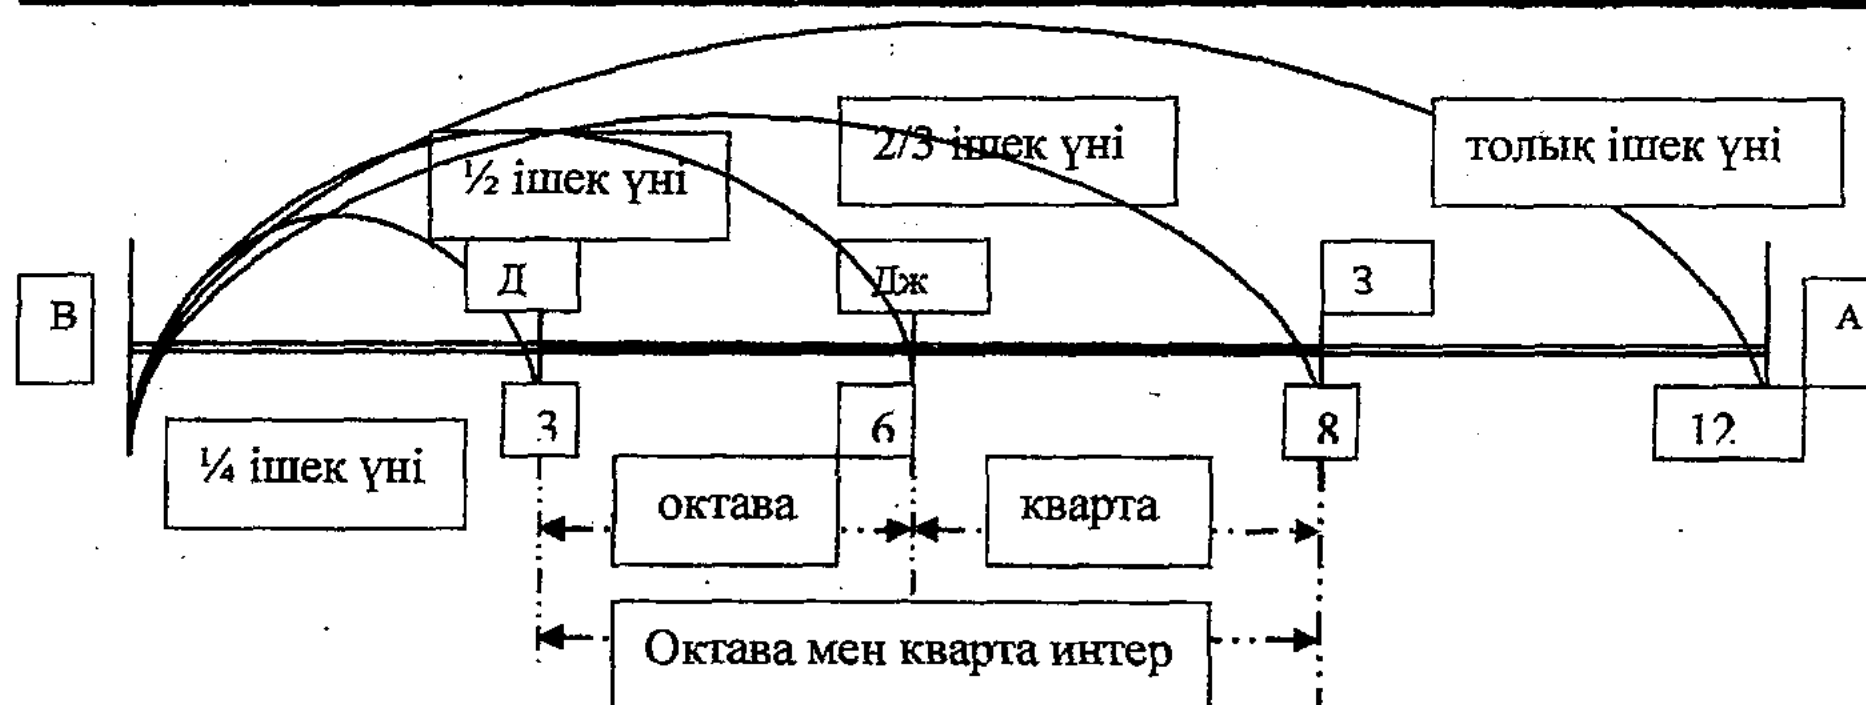 2/3 ішек үні
толық ішек үні
½ ішек үні
Д
Дж
З
В
А
3
6
8
12
¼ ішек үні
октава
кварта
Октава мен кварта интер